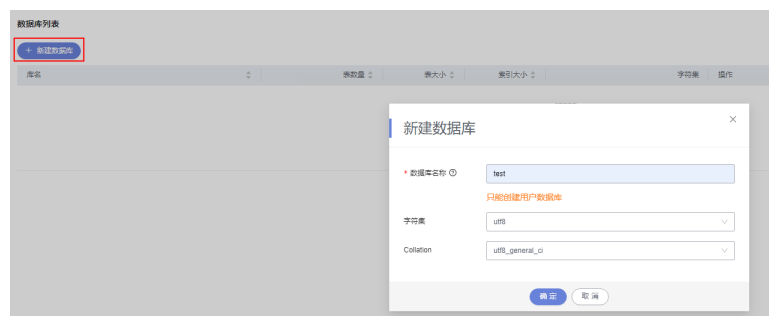 数据库列表
+ 新建数据库
库名 表数量 表大小 索引大小 字符集 操作
新建数据库
* 数据库名称
test
只能创建用户数据库
字符集
utf8
Collation
utf8_general_ci
确定 取消